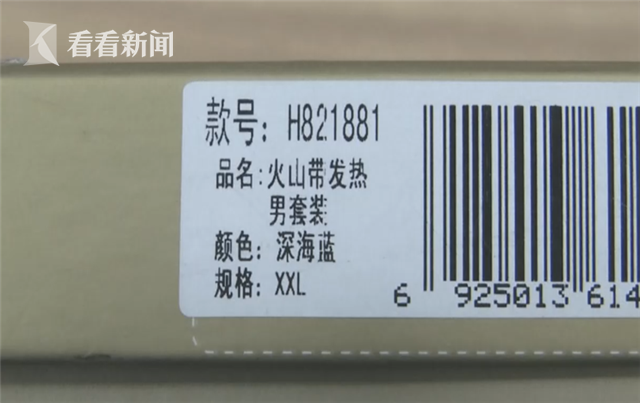 看看新闻
款号：H821881
品名：火山带发热
男套装
颜色：深海蓝
规格：XXL
6 925013 614